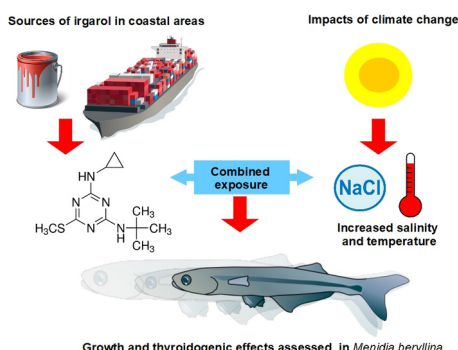 Sources of irgarol in coastal areas
Impacts of climate change
HN
N
N
H₃CS
N
N
H
CH₃
CH₃
CH₃
Combined
exposure
NaCl
Increased salinity
and temperature
Growth and thyroidogenic effects assessed in Menidia beryllina